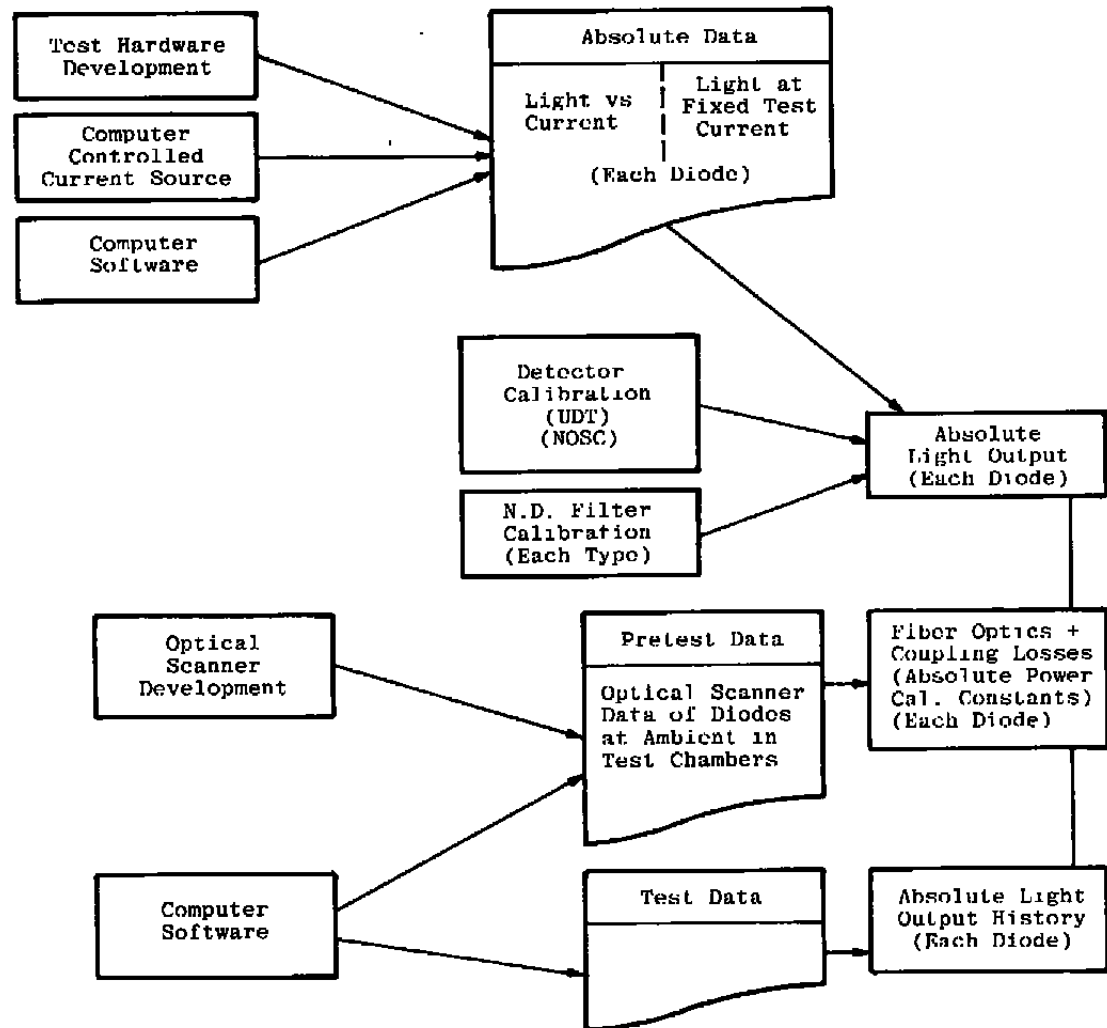 Test Hardware
Development
Computer
Controlled
Current Source
Computer
Software
Absolute Data
Light vs
Current
Light at
Fixed Test
Current
(Each Diode)
Detector
Calibration
(UDT)
(NOSC)
N.D. Filter
Calibration
(Each Type)
Absolute
Light Output
(Each Diode)
Optical
Scanner
Development
Pretest Data
Optical Scanner
Data of Diodes
at Ambient in
Test Chambers
Fiber Optics +
Coupling Losses
(Absolute Power
Cal. Constants)
(Each Diode)
Computer
Software
Test Data
Absolute Light
Output History
(Each Diode)